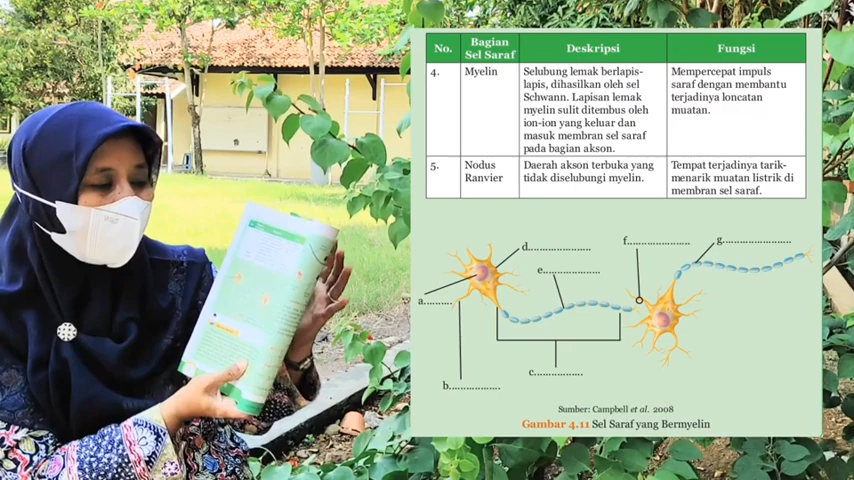 No.
Bagian
Sel Saraf
Deskripsi
Fungsi
4.
Myelin
Selubung lemak berlapis-
lapis, dihasilkan oleh sel
Schwann. Lapisan lemak
myelin sulit ditembus oleh
ion-ion yang keluar dan
masuk membran sel saraf
pada bagian akson.
Mempercepat impuls
saraf dengan membantu
terjadinya loncatan
muatan.
5.
Nodus
Ranvier
Daerah akson terbuka yang
tidak diselubungi myelin.
Tempat terjadinya tarik-
menarik muatan listrik di
membran sel saraf.
d......................
f......................
g........................
e....................
a..........
c.................
b..................
Sumber: Campbell et al. 2008
Gambar 4.11 Sel Saraf yang Bermyelin